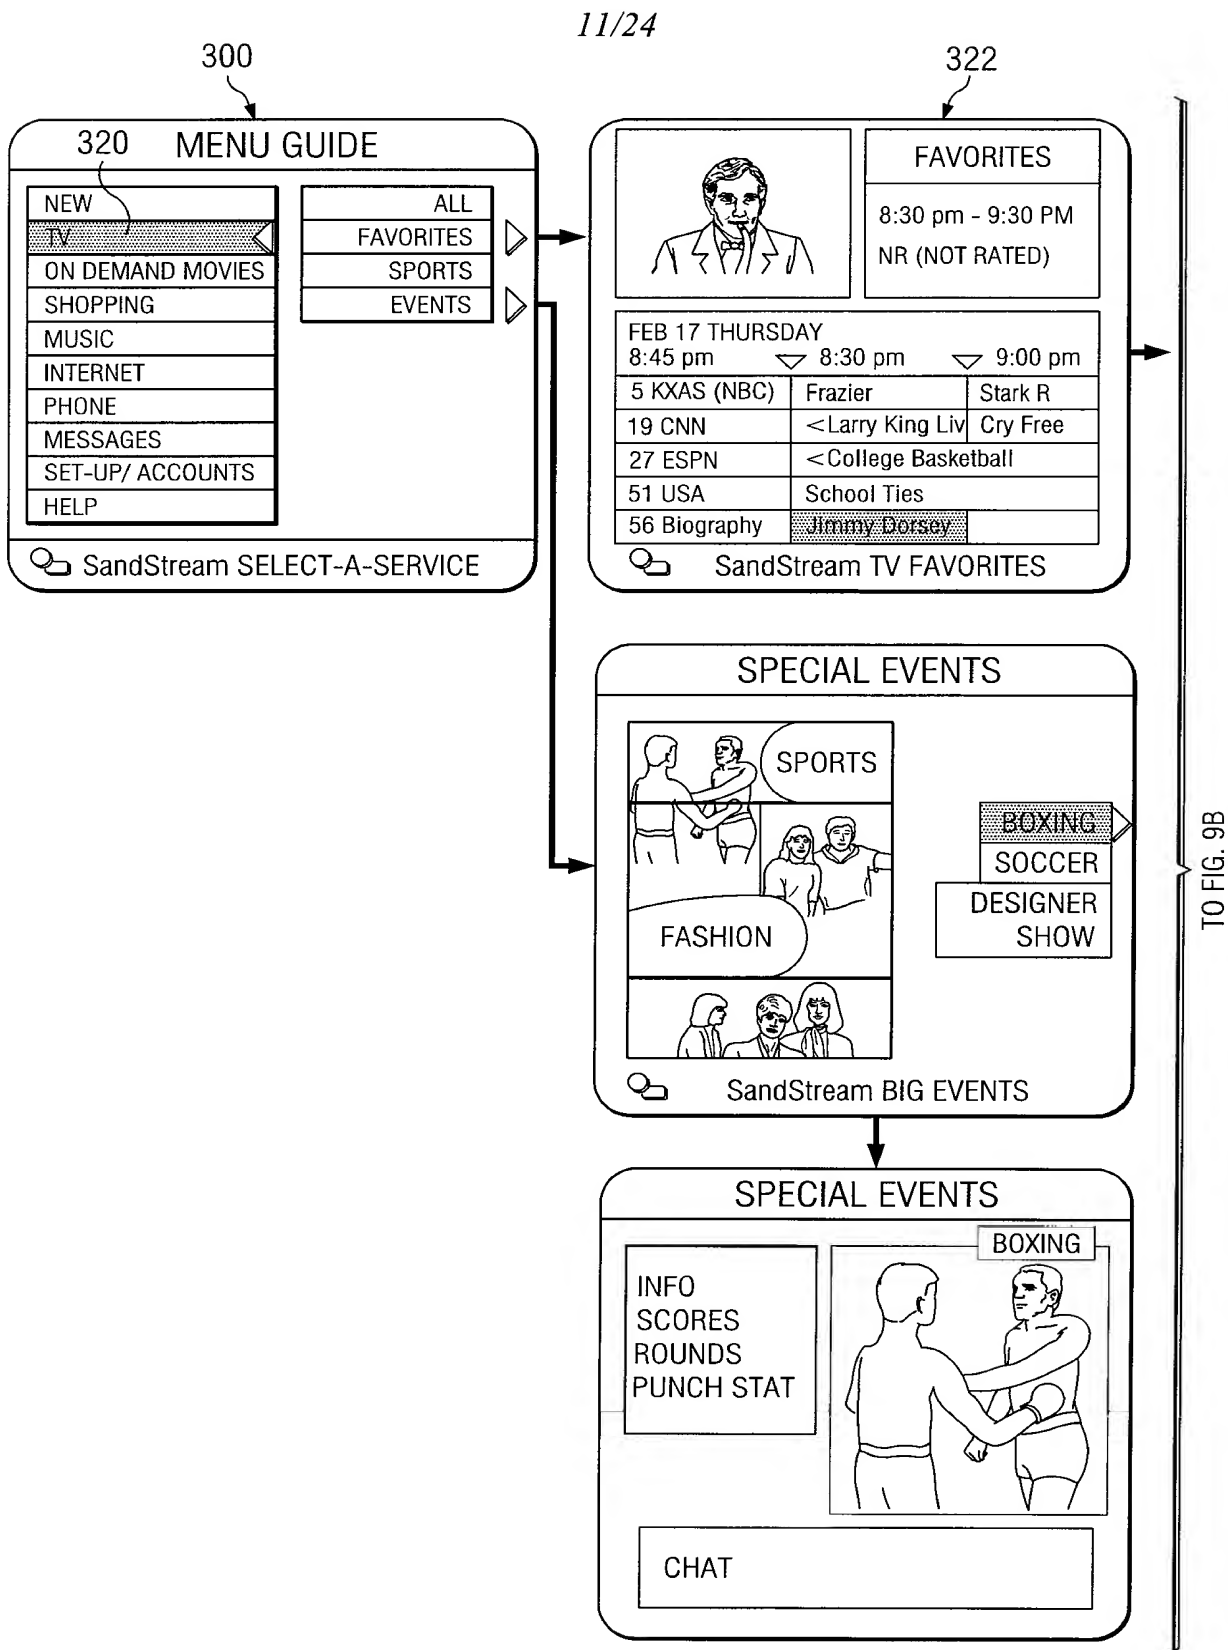 11/24
300
322
320
MENU GUIDE
NEW
TV
ON DEMAND MOVIES
SHOPPING
MUSIC
INTERNET
PHONE
MESSAGES
SET-UP/ ACCOUNTS
HELP
ALL
FAVORITES
SPORTS
EVENTS
SandStream SELECT-A-SERVICE
FAVORITES
8:30 pm - 9:30 PM
NR (NOT RATED)
FEB 17 THURSDAY
8:45 pm 8:30 pm 9:00 pm
5 KXAS (NBC) Frazier Stark R
19 CNN <Larry King Liv Cry Free
27 ESPN <College Basketball
51 USA School Ties
56 Biography Jimmy Dorsey
SandStream TV FAVORITES
SPECIAL EVENTS
SPORTS
FASHION
BOXING
SOCCER
DESIGNER
SHOW
SandStream BIG EVENTS
SPECIAL EVENTS
BOXING
INFO
SCORES
ROUNDS
PUNCH STAT
CHAT
TO FIG. 9B